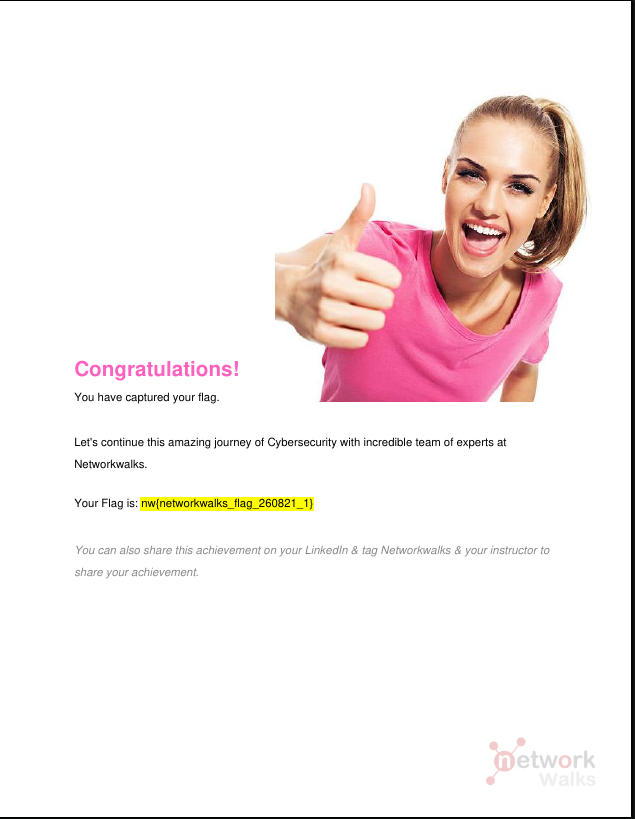 Congratulations!
You have captured your flag.
Let's continue this amazing journey of Cybersecurity with incredible team of experts at
Networkwalks.
Your Flag is: nw{networkwalks_flag_260821_1}
You can also share this achievement on your LinkedIn & tag Networkwalks & your instructor to
share your achievement.
network
Walks